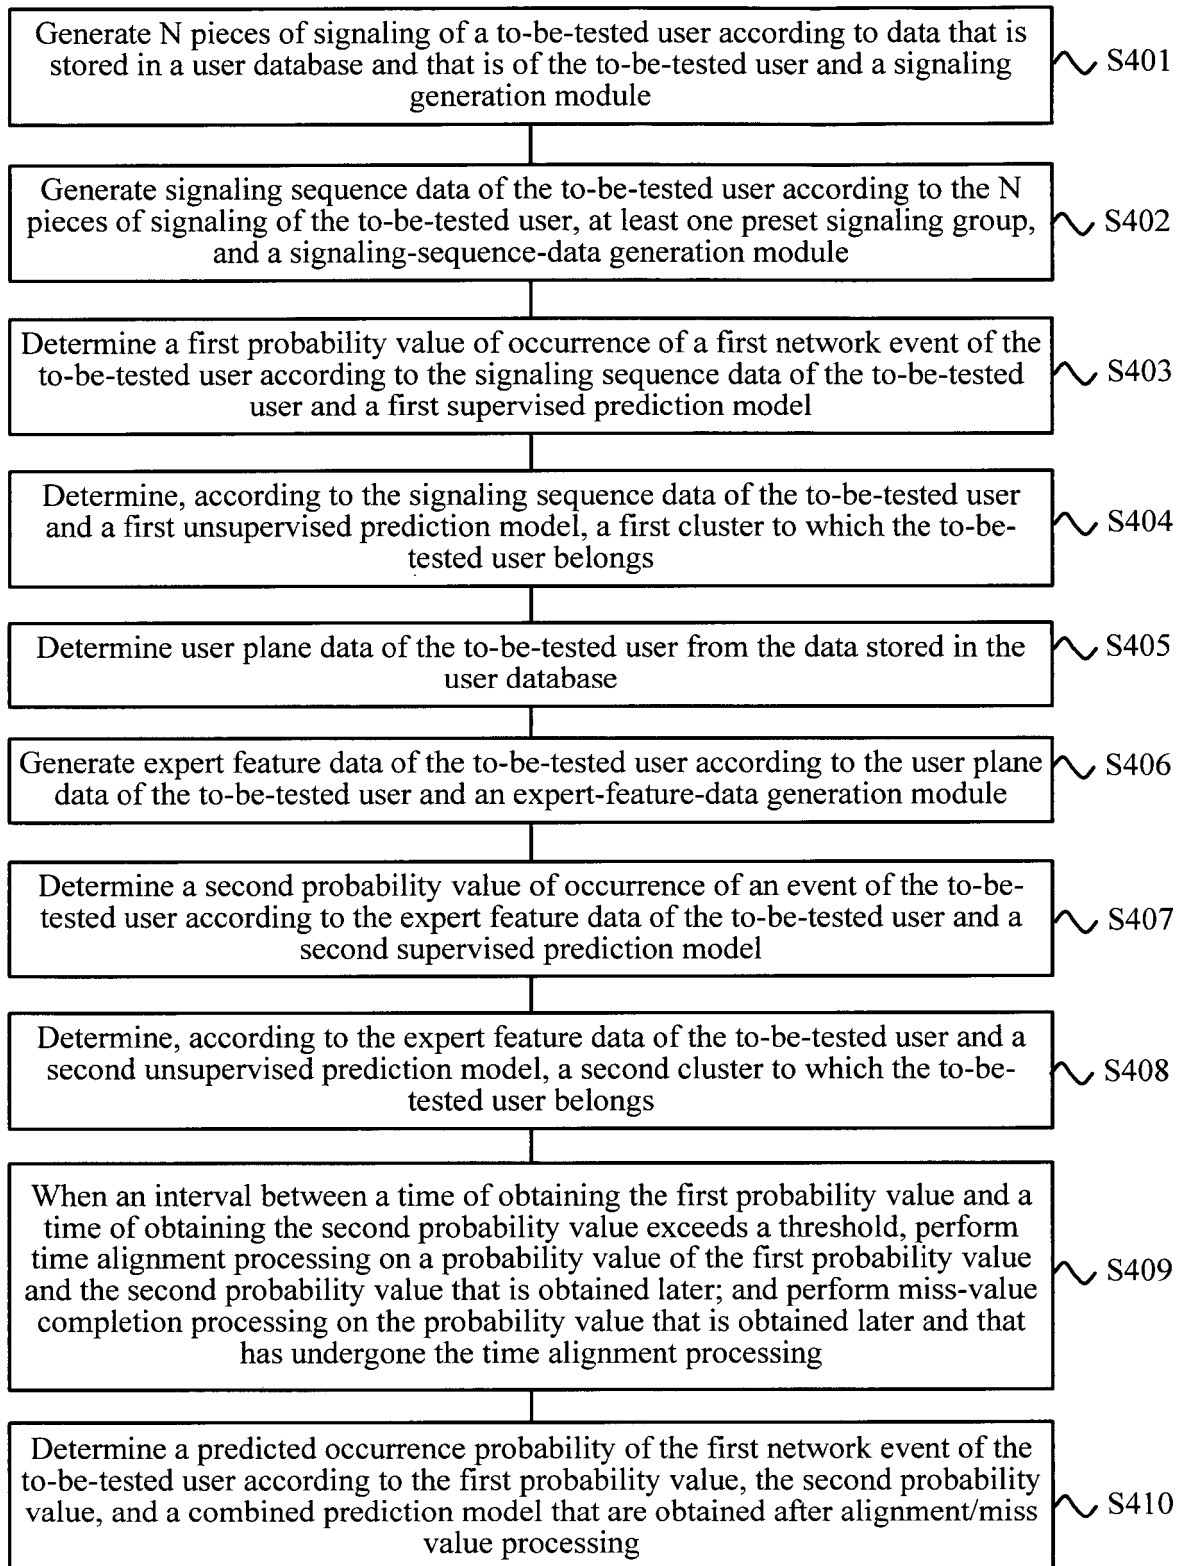 Generate N pieces of signaling of a to-be-tested user according to data that is
stored in a user database and that is of the to-be-tested user and a signaling
generation module
S401
Generate signaling sequence data of the to-be-tested user according to the N
pieces of signaling of the to-be-tested user, at least one preset signaling group,
and a signaling-sequence-data generation module
S402
Determine a first probability value of occurrence of a first network event of the
to-be-tested user according to the signaling sequence data of the to-be-tested
user and a first supervised prediction model
S403
Determine, according to the signaling sequence data of the to-be-tested user
and a first unsupervised prediction model, a first cluster to which the to-be-
tested user belongs
S404
Determine user plane data of the to-be-tested user from the data stored in the
user database
S405
Generate expert feature data of the to-be-tested user according to the user plane
data of the to-be-tested user and an expert-feature-data generation module
S406
Determine a second probability value of occurrence of an event of the to-be-
tested user according to the expert feature data of the to-be-tested user and a
second supervised prediction model
S407
Determine, according to the expert feature data of the to-be-tested user and a
second unsupervised prediction model, a second cluster to which the to-be-
tested user belongs
S408
When an interval between a time of obtaining the first probability value and a
time of obtaining the second probability value exceeds a threshold, perform
time alignment processing on a probability value of the first probability value
and the second probability value that is obtained later; and perform miss-value
completion processing on the probability value that is obtained later and that
has undergone the time alignment processing
S409
Determine a predicted occurrence probability of the first network event of the
to-be-tested user according to the first probability value, the second probability
value, and a combined prediction model that are obtained after alignment/miss
value processing
S410